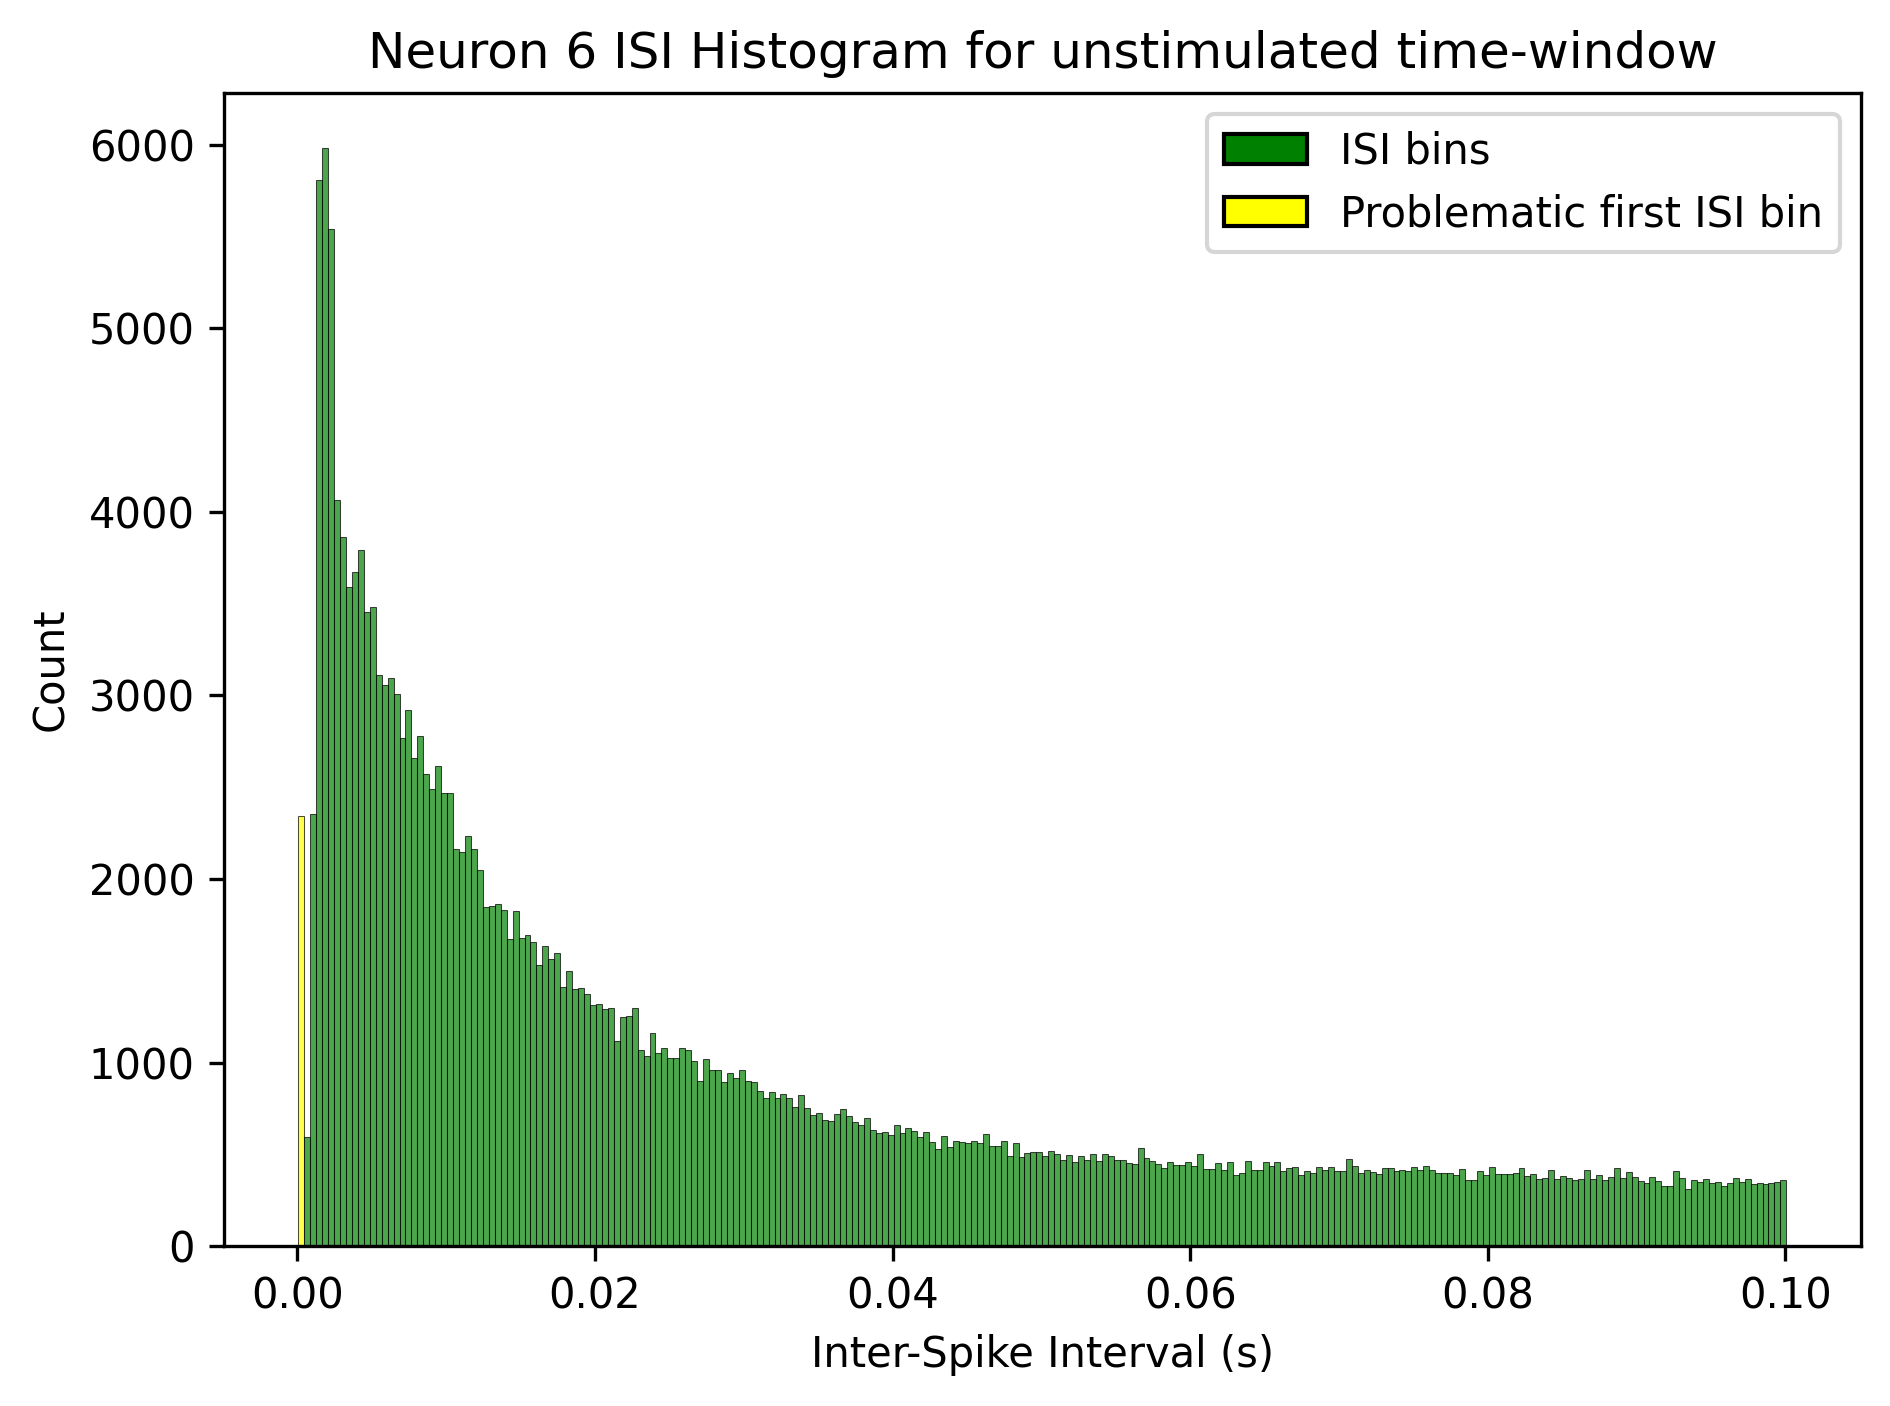 Neuron 6 ISI Histogram for unstimulated time-window
ISI bins
Problematic first ISI bin
6000
5000
4000
3000
2000
1000
0
Count
0.00 0.02 0.04 0.06 0.08 0.10
Inter-Spike Interval (s)